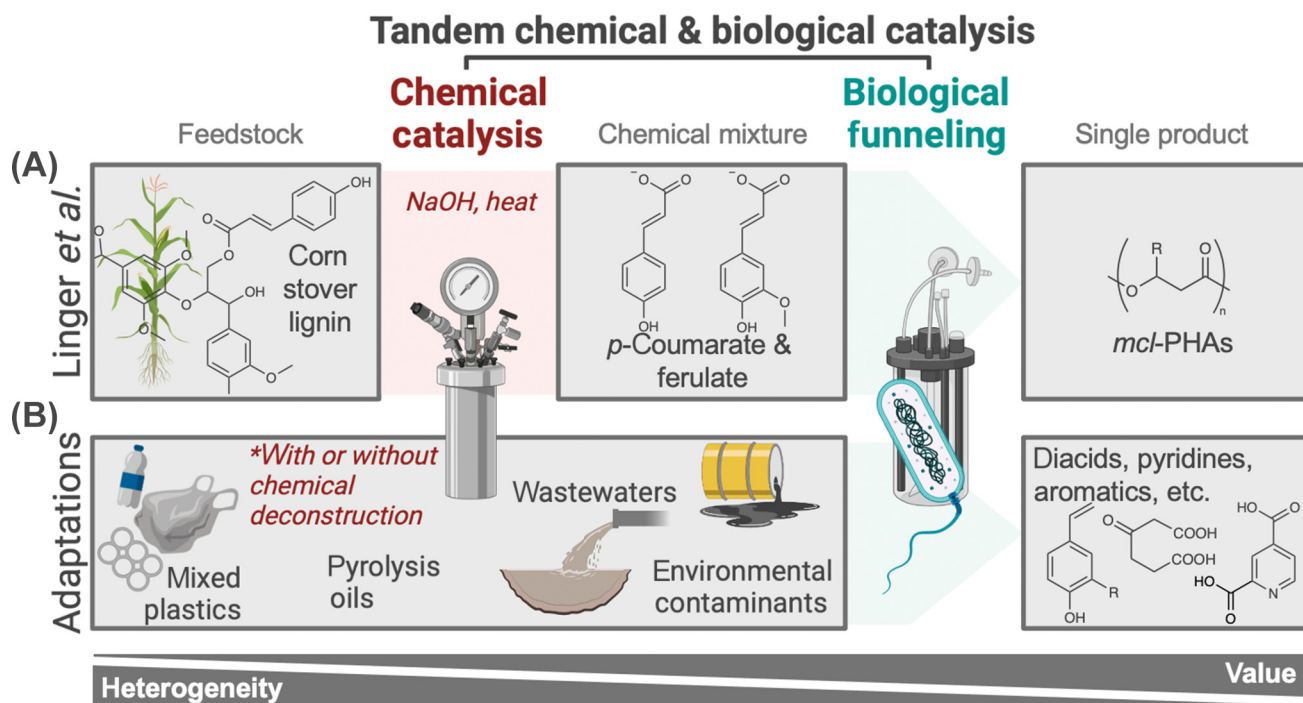 Tandem chemical & biological catalysis
Feedstock
Chemical
catalysis
Chemical mixture
Biological
funneling
Single product
(A)
Linger et al.
O
O
O
O
O
O
OH
OH
O
Corn
stover
lignin
NaOH, heat
⁻O
O
OH
⁻O
O
OH
O
p-Coumarate &
ferulate
R
O
O
n
mcl-PHAs
(B)
Adaptations
Mixed
plastics
*With or without
chemical
deconstruction
Pyrolysis
oils
Wastewaters
Environmental
contaminants
Diacids, pyridines,
aromatics, etc.
R
OH
O
COOH
COOH
HO
O
HO
O
N
Heterogeneity
Value